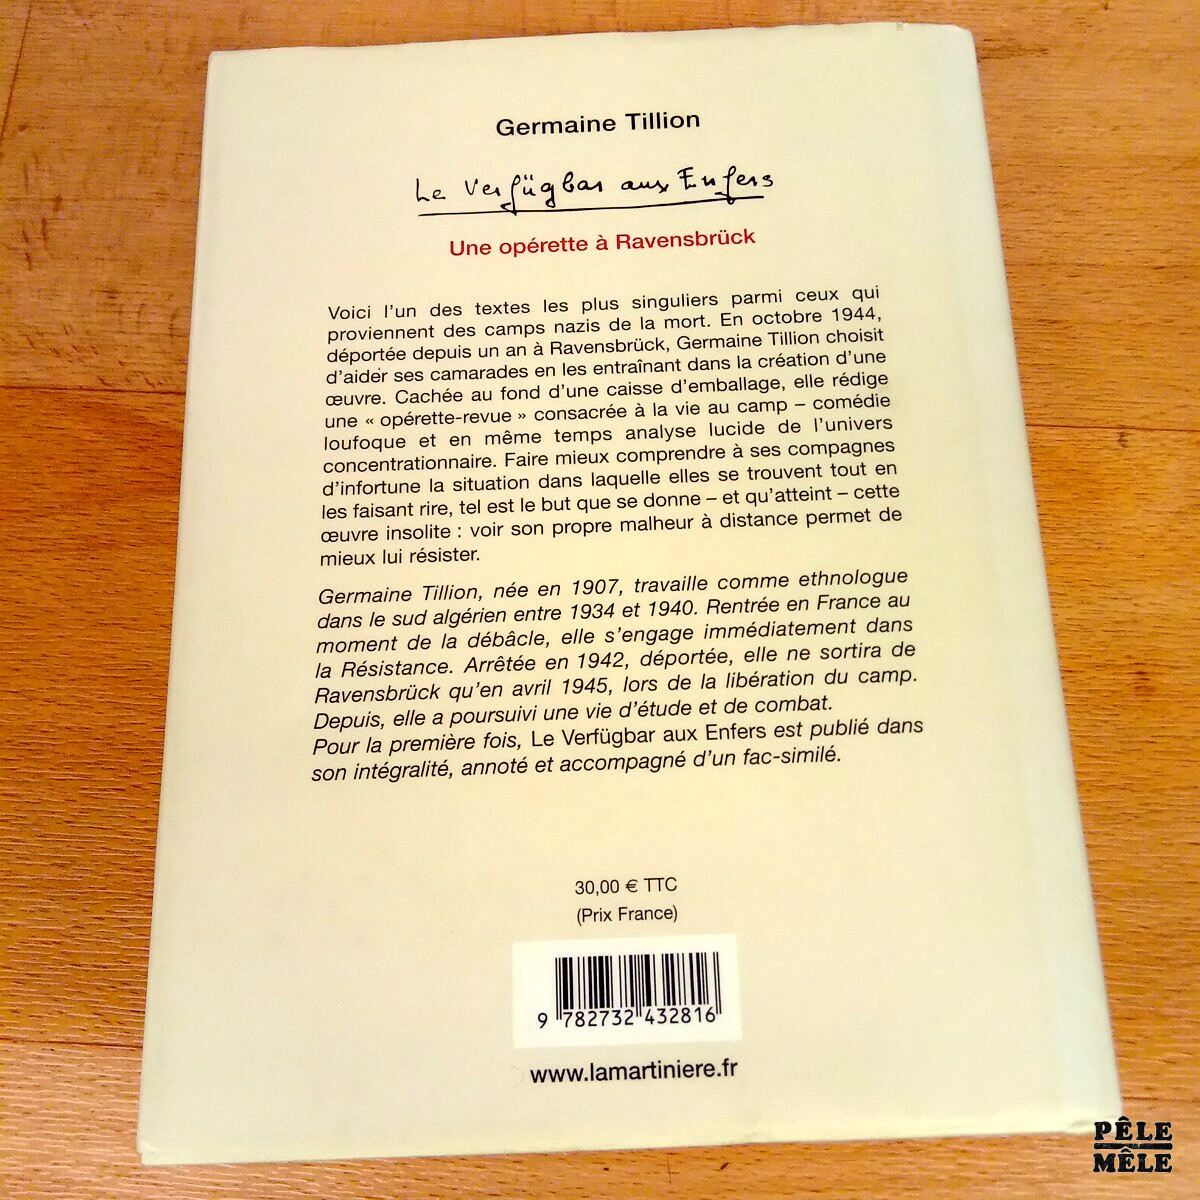 Germaine Tillion
Le Verfügbar aux Enfers
Une opérette à Ravensbrück
Voici l'un des textes les plus singuliers parmi ceux qui
proviennent des camps nazis de la mort. En octobre 1944,
déportée depuis un an à Ravensbrück, Germaine Tillion choisit
d'aider ses camarades en les entraînant dans la création d'une
œuvre. Cachée au fond d'une caisse d'emballage, elle rédige
une « opérette-revue » consacrée à la vie au camp – comédie
loufoque et en même temps analyse lucide de l'univers
concentrationnaire. Faire mieux comprendre à ses compagnes
d'infortune la situation dans laquelle elles se trouvent tout en
les faisant rire, tel est le but que se donne – et qu'atteint – cette
œuvre insolite : voir son propre malheur à distance permet de
mieux lui résister.
Germaine Tillion, née en 1907, travaille comme ethnologue
dans le sud algérien entre 1934 et 1940. Rentrée en France au
moment de la débâcle, elle s'engage immédiatement dans
la Résistance. Arrêtée en 1942, déportée, elle ne sortira de
Ravensbrück qu'en avril 1945, lors de la libération du camp.
Depuis, elle a poursuivi une vie d'étude et de combat.
Pour la première fois, Le Verfügbar aux Enfers est publié dans
son intégralité, annoté et accompagné d'un fac-similé.
30,00 € TTC
(Prix France)
9 782732 432816
www.lamartiniere.fr
PÊLE
MÊLE